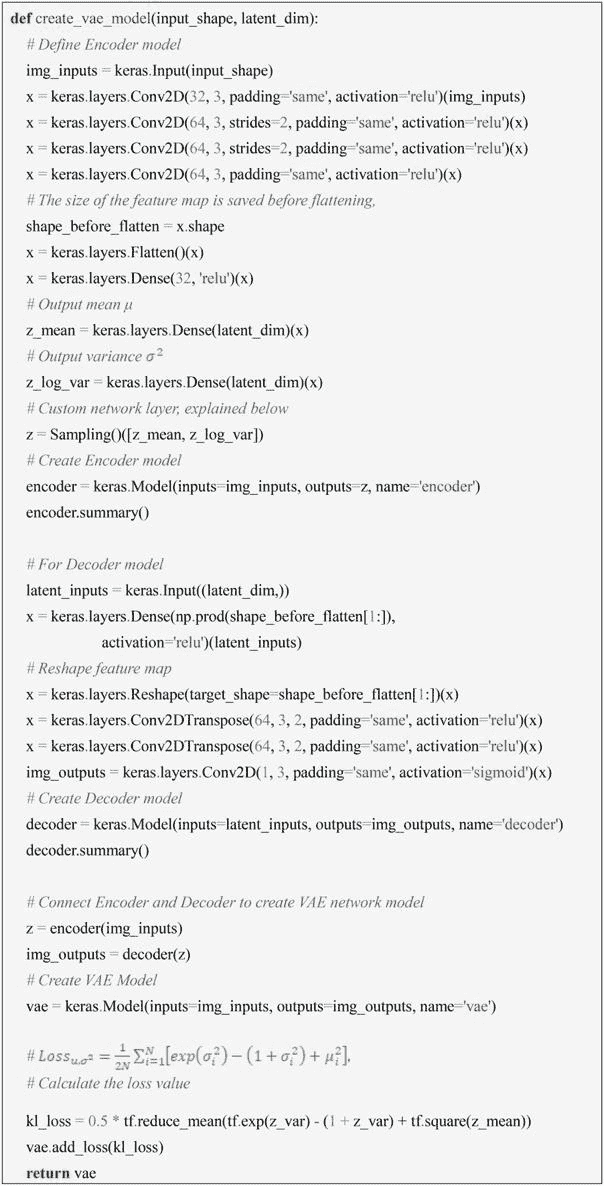 def create_vae_model(input_shape, latent_dim):
# Define Encoder model
img_inputs = keras.Input(input_shape)
x = keras.layers.Conv2D(32, 3, padding='same', activation='relu')(img_inputs)
x = keras.layers.Conv2D(64, 3, strides=2, padding='same', activation='relu')(x)
x = keras.layers.Conv2D(64, 3, strides=2, padding='same', activation='relu')(x)
x = keras.layers.Conv2D(64, 3, padding='same', activation='relu')(x)
# The size of the feature map is saved before flattening,
shape_before_flatten = x.shape
x = keras.layers.Flatten()(x)
x = keras.layers.Dense(32, 'relu')(x)
# Output mean μ
z_mean = keras.layers.Dense(latent_dim)(x)
# Output variance σ²
z_log_var = keras.layers.Dense(latent_dim)(x)
# Custom network layer, explained below
z = Sampling()([z_mean, z_log_var])
# Create Encoder model
encoder = keras.Model(inputs=img_inputs, outputs=z, name='encoder')
encoder.summary()
# For Decoder model
latent_inputs = keras.Input((latent_dim,))
x = keras.layers.Dense(np.prod(shape_before_flatten[1:]),
activation='relu')(latent_inputs)
# Reshape feature map
x = keras.layers.Reshape(target_shape=shape_before_flatten[1:])(x)
x = keras.layers.Conv2DTranspose(64, 3, 2, padding='same', activation='relu')(x)
x = keras.layers.Conv2DTranspose(64, 3, 2, padding='same', activation='relu')(x)
img_outputs = keras.layers.Conv2D(1, 3, padding='same', activation='sigmoid')(x)
# Create Decoder model
decoder = keras.Model(inputs=latent_inputs, outputs=img_outputs, name='decoder')
decoder.summary()
# Connect Encoder and Decoder to create VAE network model
z = encoder(img_inputs)
img_outputs = decoder(z)
# Create VAE Model
vae = keras.Model(inputs=img_inputs, outputs=img_outputs, name='vae')
# Loss_{u,σ²} = \frac{1}{2N} ∑_{i=1}^{N} [exp(σ_i^2) − (1 + σ_i^2) + μ_i^2],
# Calculate the loss value
kl_loss = 0.5 * tf.reduce_mean(tf.exp(z_var) - (1 + z_var) + tf.square(z_mean))
vae.add_loss(kl_loss)
return vae